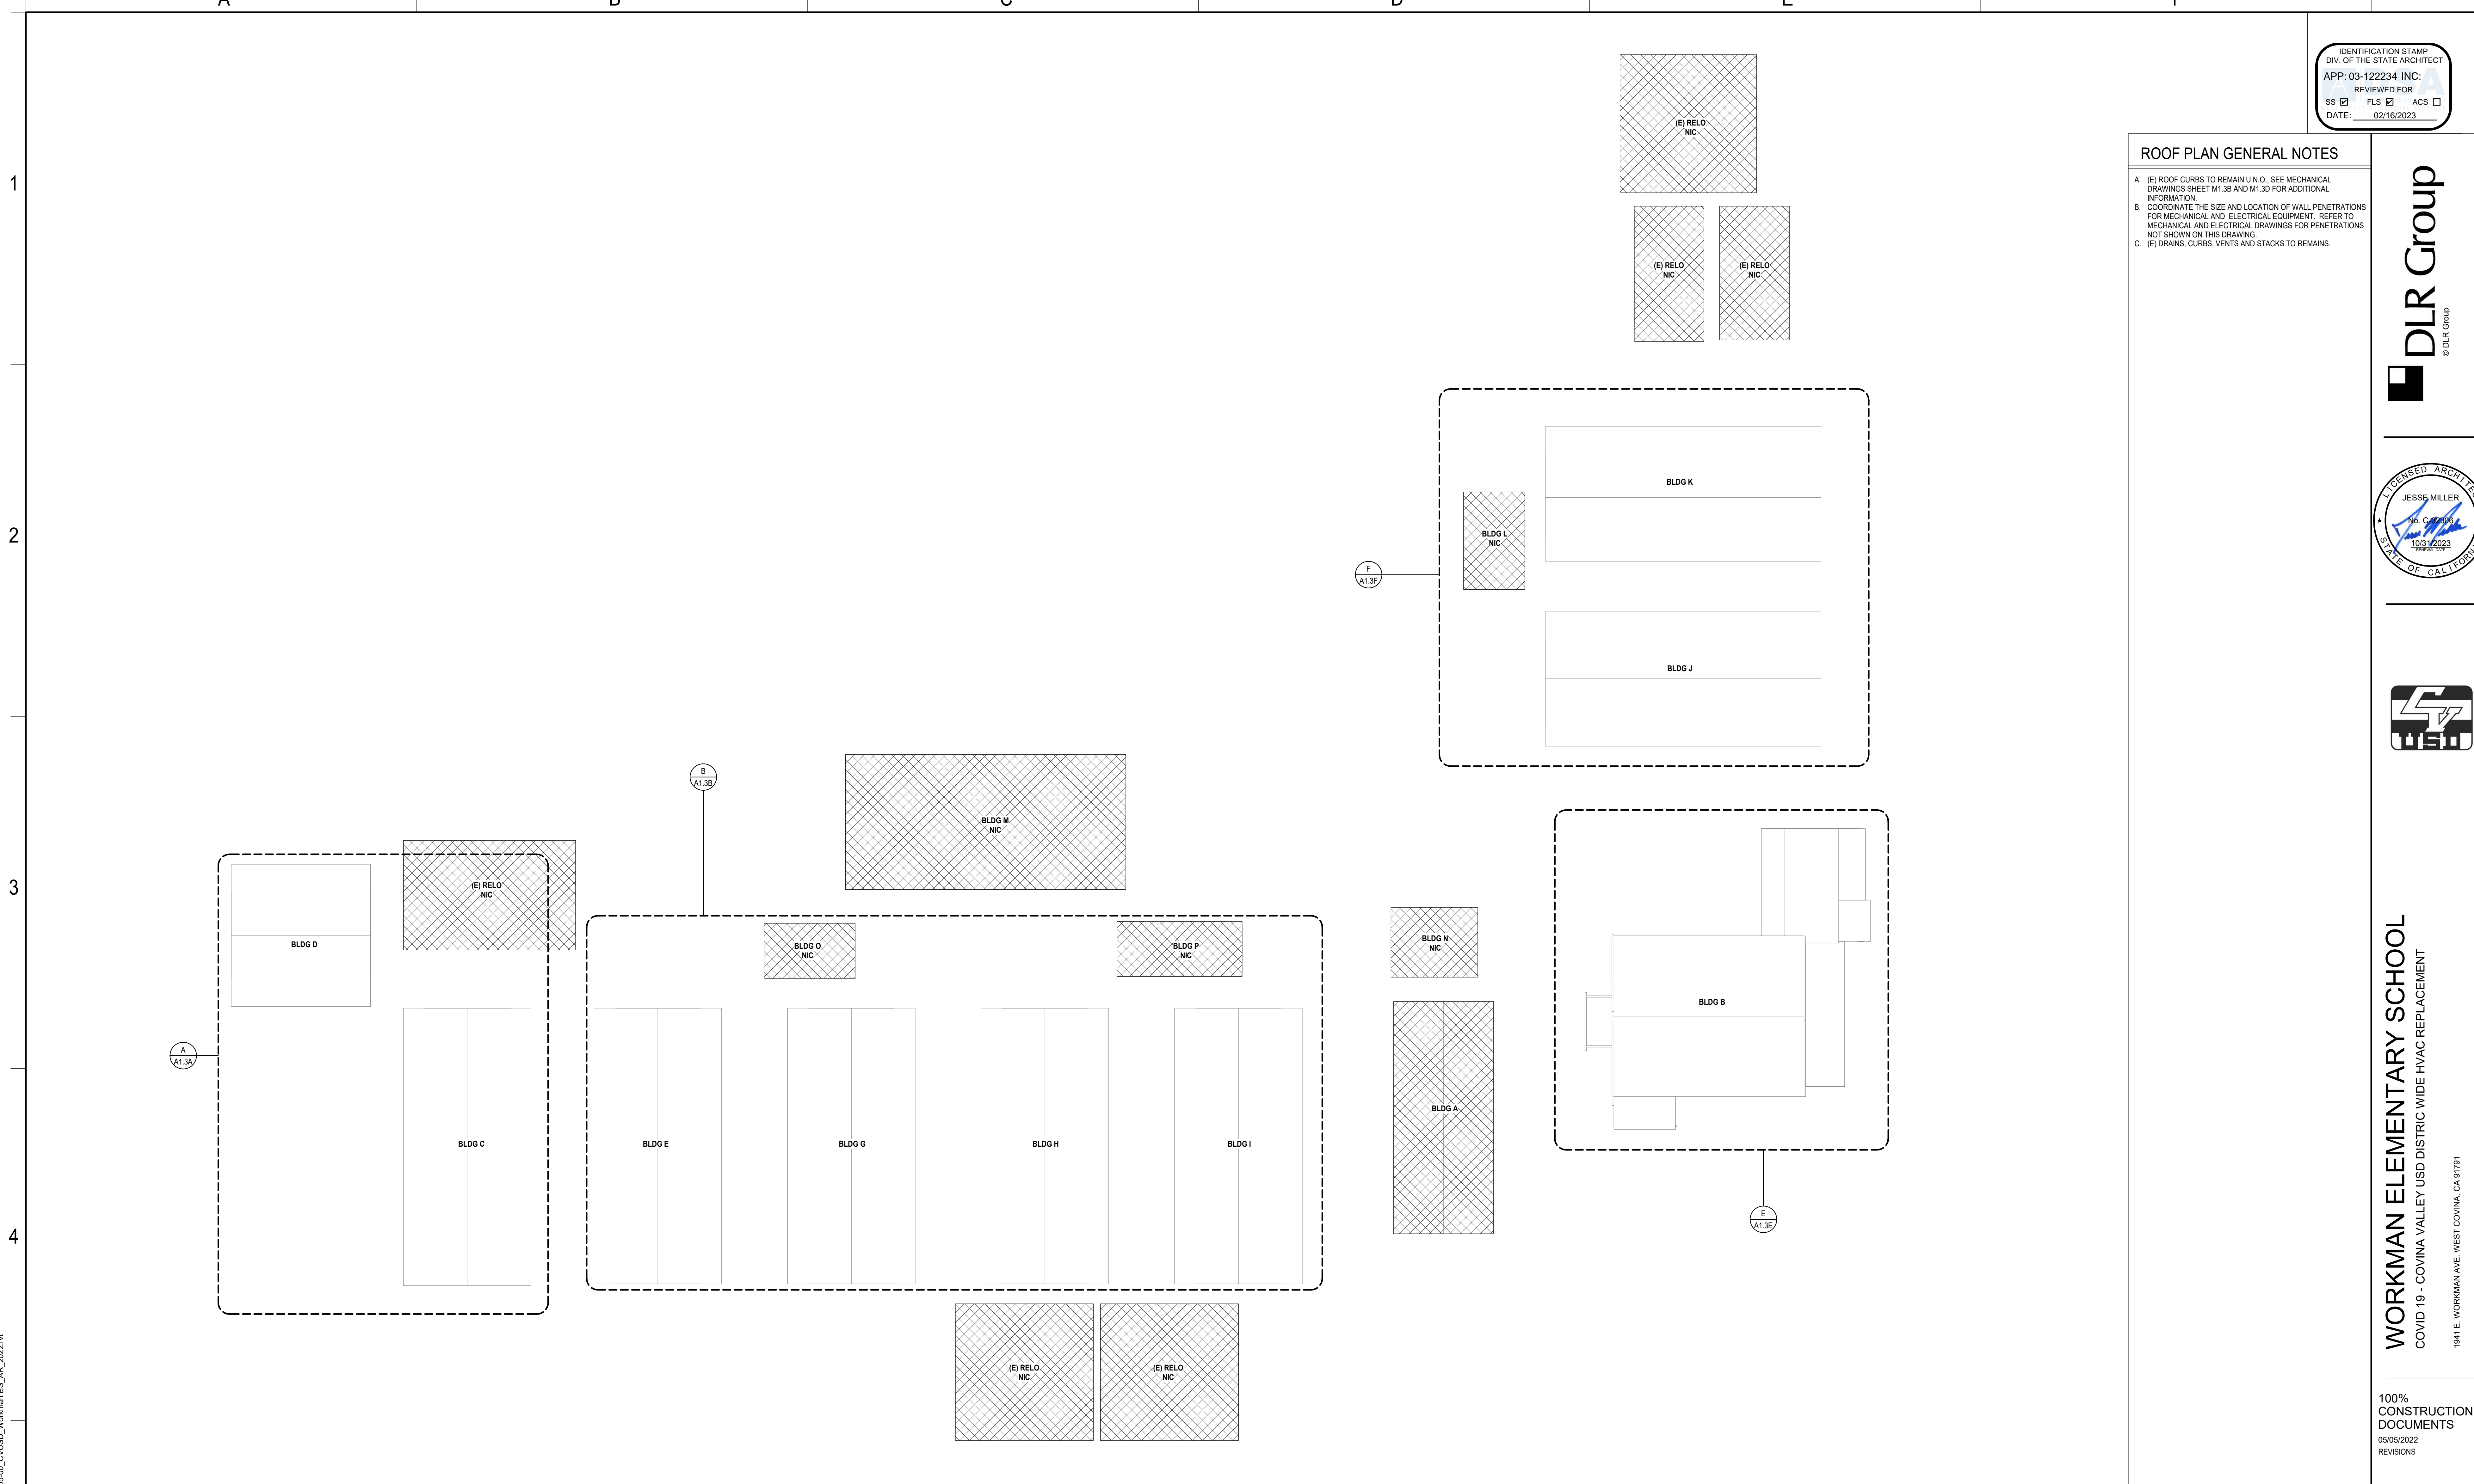 A B C D E
IDENTIFICATION STAMP
DIV. OF THE STATE ARCHITECT
APP: 03-122234 INC:
REVIEWED FOR
SS FLS ACS
DATE: 02/16/2023
ROOF PLAN GENERAL NOTES
A. (E) ROOF CURBS TO REMAIN U.N.O., SEE MECHANICAL
DRAWINGS SHEET M1.3B AND M1.3D FOR ADDITIONAL
INFORMATION.
B. COORDINATE THE SIZE AND LOCATION OF WALL PENETRATIONS
FOR MECHANICAL AND ELECTRICAL EQUIPMENT. REFER TO
MECHANICAL AND ELECTRICAL DRAWINGS FOR PENETRATIONS
NOT SHOWN ON THIS DRAWING.
C. (E) DRAINS, CURBS, VENTS AND STACKS TO REMAINS.
1
2
3
4
(E) RELO
NIC
(E) RELO
NIC
(E) RELO
NIC
BLDG K
BLDG L
NIC
F
A1.3F
BLDG J
B
A1.3B
BLDG M
NIC
(E) RELO
NIC
BLDG D
BLDG O
NIC
BLDG P
NIC
BLDG N
NIC
BLDG B
A
A1.3A
BLDG A
BLDG C
BLDG E
BLDG G
BLDG H
BLDG I
E
A1.3E
(E) RELO
NIC
(E) RELO
NIC
DLR Group
© DLR Group
JESSE MILLER
10/31/2023
RENEWAL DATE
STATE OF
CV
USD
WORKMAN ELEMENTARY SCHOOL
COVID 19 - COVINA VALLEY USD DISTRIC WIDE HVAC REPLACEMENT
1941 E. WORKMAN AVE. WEST COVINA, CA 91791
100%
CONSTRUCTION
DOCUMENTS
05/05/2022
REVISIONS